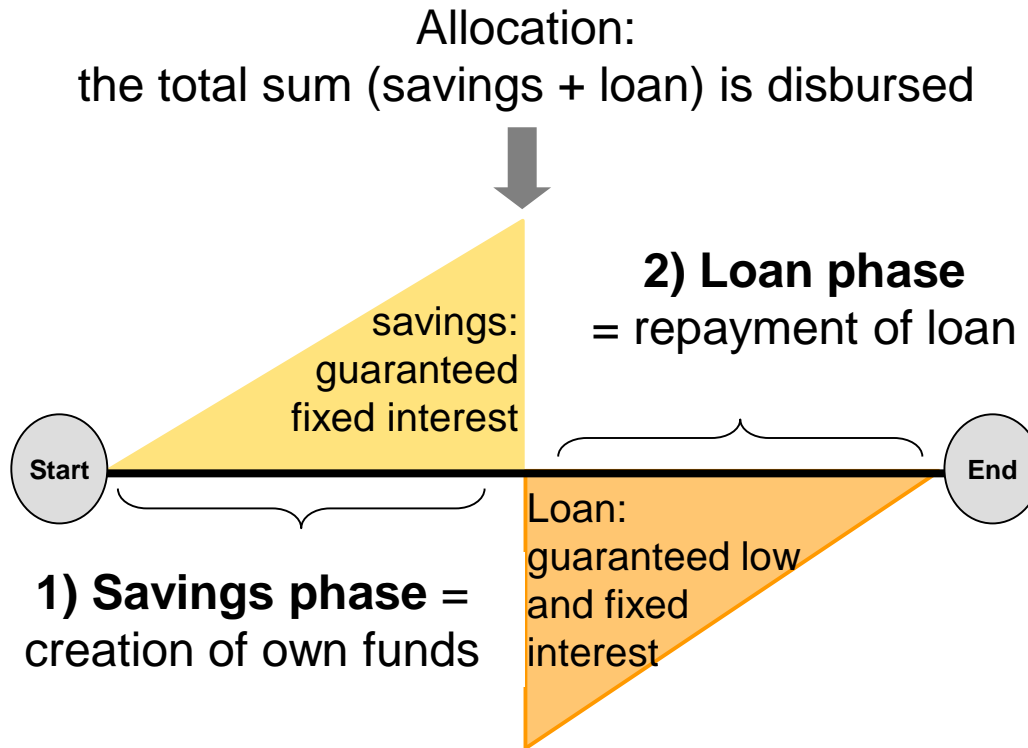 Allocation:
the total sum (savings + loan) is disbursed
2) Loan phase
= repayment of loan
savings:
guaranteed
fixed interest
Start
End
Loan:
guaranteed low
and fixed
interest
1) Savings phase =
creation of own funds